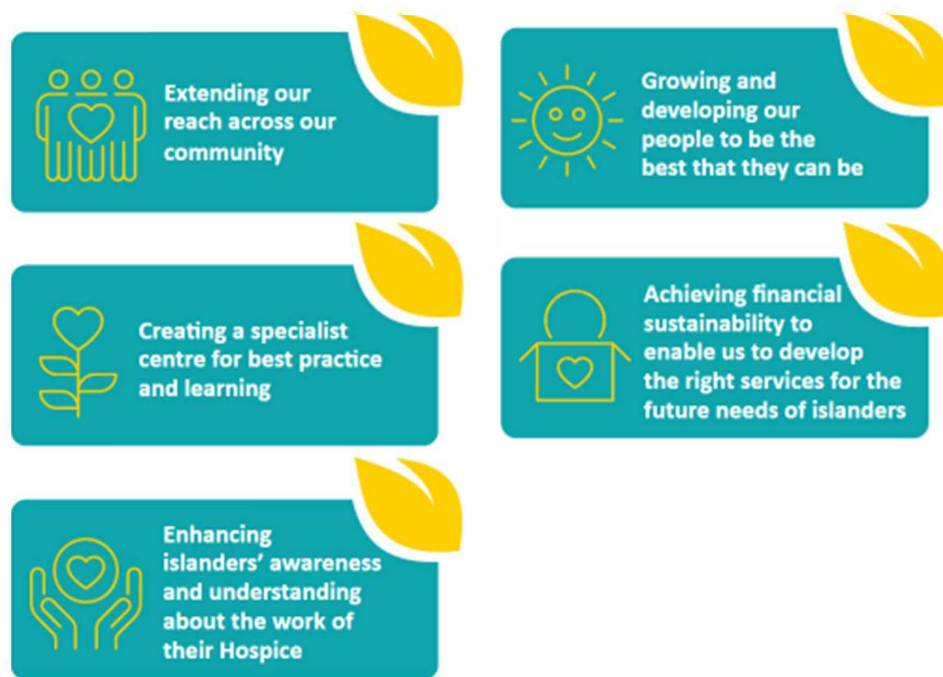 Extending our
reach across our
community
Growing and
developing our
people to be the
best that they can be
Creating a specialist
centre for best practice
and learning
Achieving financial
sustainability to
enable us to develop
the right services for the
future needs of islanders
Enhancing
islanders’ awareness
and understanding
about the work of
their Hospice